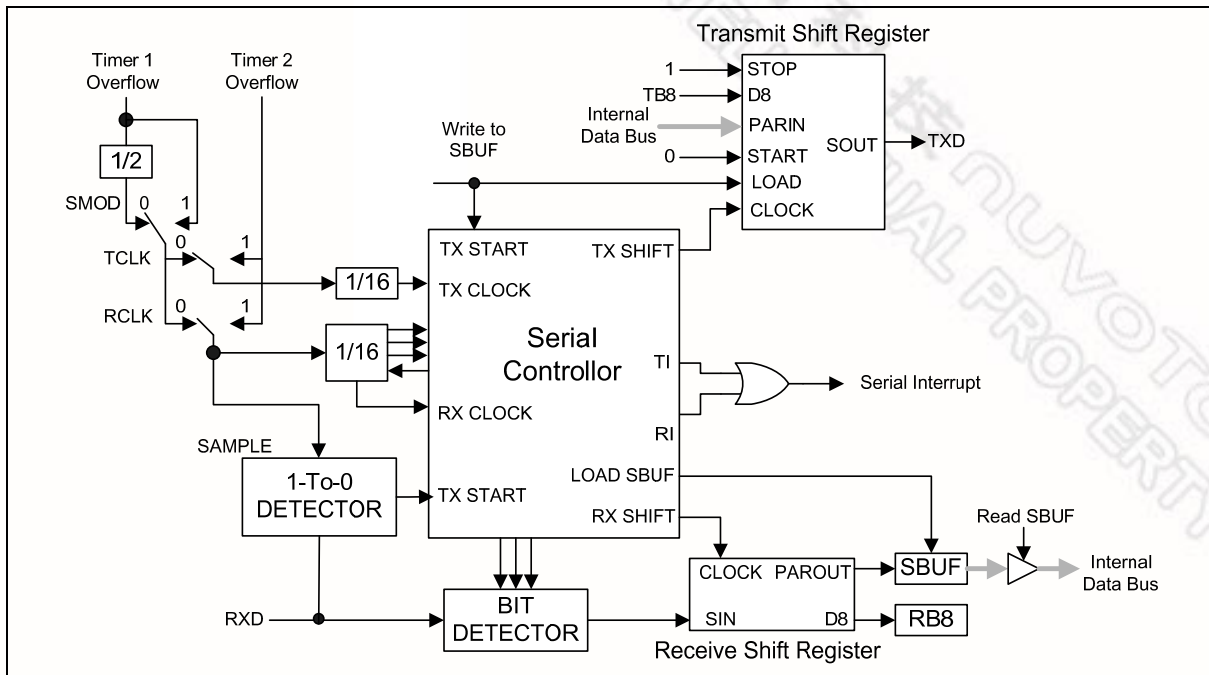 Transmit Shift Register
Timer 1
Overflow
Timer 2
Overflow
1
STOP
TB8
D8
Internal
Data Bus
PARIN
SOUT
TXD
Write to
SBUF
0
START
LOAD
CLOCK
1/2
SMOD
0
1
TCLK
0
1
RCLK
0
1
1/16
1/16
TX START
TX SHIFT
TX CLOCK
Serial
Controllor
TI
RX CLOCK
RI
Serial Interrupt
SAMPLE
1-To-0
DETECTOR
TX START
LOAD SBUF
RX SHIFT
Read SBUF
CLOCK
PAROUT
SBUF
Internal
Data Bus
RXD
BIT
DETECTOR
SIN
D8
RB8
Receive Shift Register
nuvoTo
UAL PROPERTY